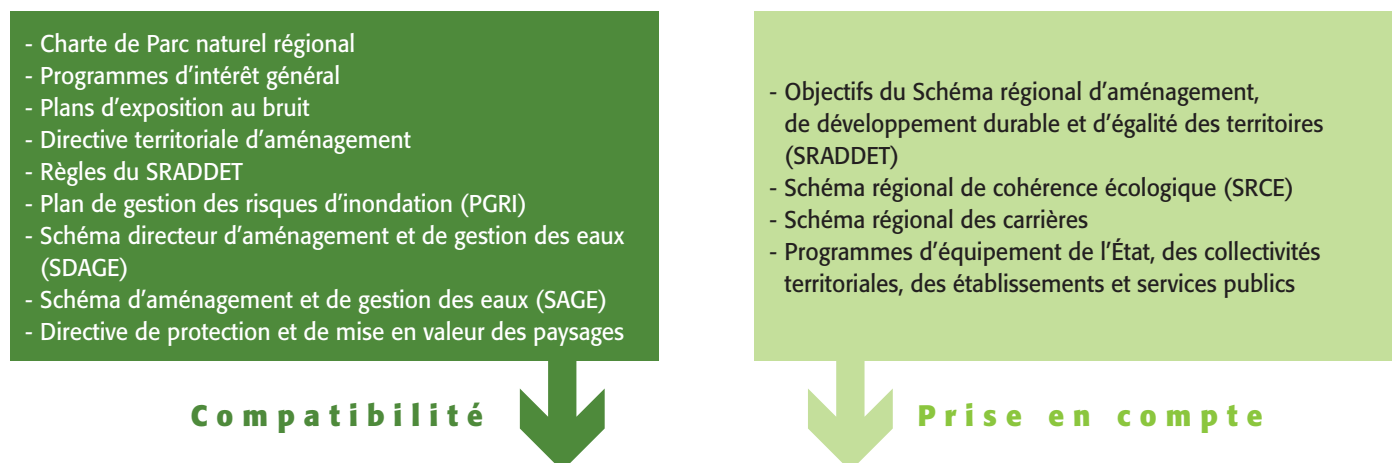 - Charte de Parc naturel régional
- Programmes d'intérêt général
- Plans d'exposition au bruit
- Directive territoriale d'aménagement
- Règles du SRADDET
- Plan de gestion des risques d'inondation (PGRI)
- Schéma directeur d'aménagement et de gestion des eaux
(SDAGE)
- Schéma d'aménagement et de gestion des eaux (SAGE)
- Directive de protection et de mise en valeur des paysages
Compatibilité
- Objectifs du Schéma régional d'aménagement,
de développement durable et d'égalité des territoires
(SRADDET)
- Schéma régional de cohérence écologique (SRCE)
- Schéma régional des carrières
- Programmes d'équipement de l'État, des collectivités
territoriales, des établissements et services publics
Prise en compte